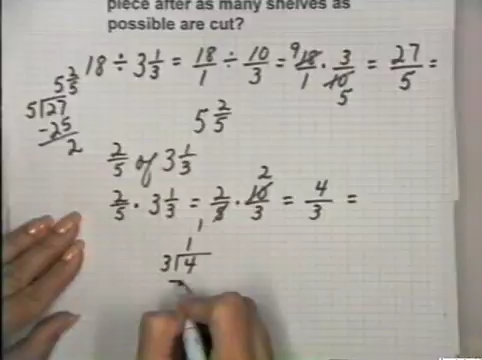 piece after as many shelves as
possible are cut?
18 ÷ 3 1/3 = 18/1 ÷ 10/3 = 9 18/1 · 3/10 5 = 27/5 =
5 2/5
5 2/5
5)27
-25
2
2/5 of 3 1/3
2/5 · 3 1/3 = 2/5 1 · 2 10/3 = 4/3 =
1
3)4